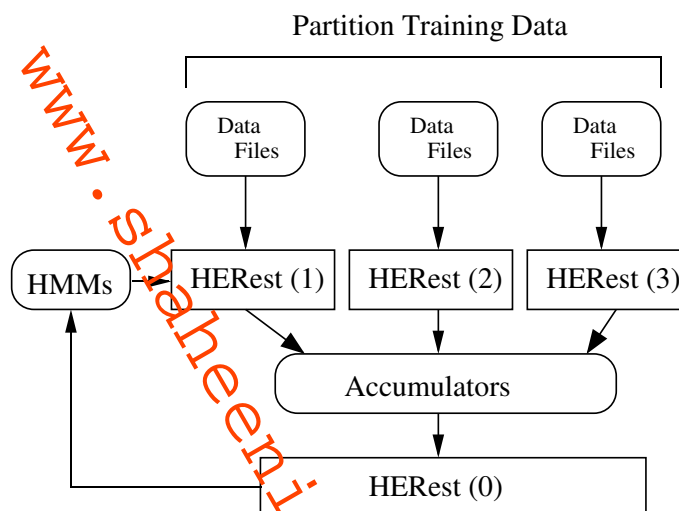 Partition Training Data
Data
Files
Data
Files
Data
Files
HMMs
HERest (1)
HERest (2)
HERest (3)
Accumulators
HERest (0)
www.shaheeni